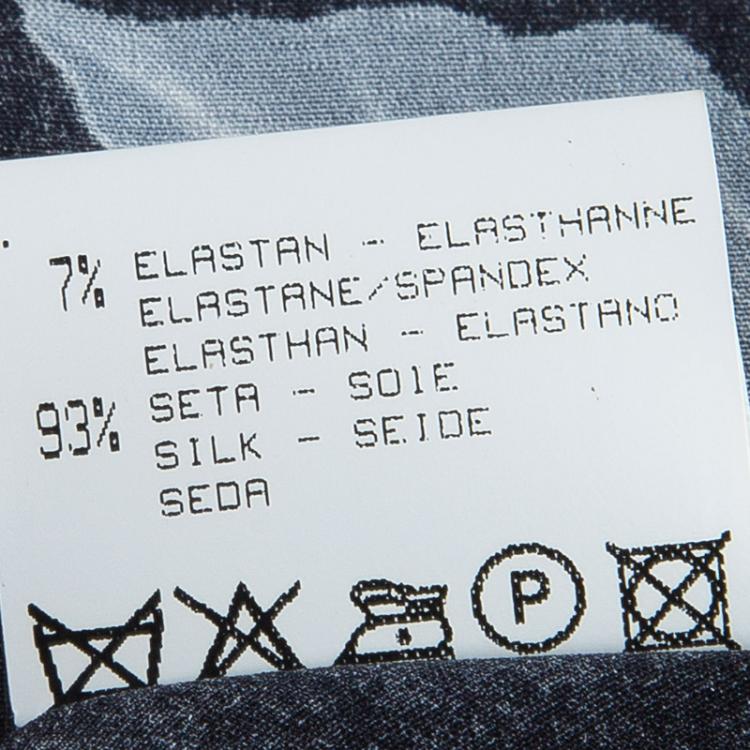 7% ELASTAN - ELASTHANNE
ELASTANE/SPANDEX
ELASTHAN - ELASTANO
93% SETA - SOIE
SILK - SEIDE
SEDA
P